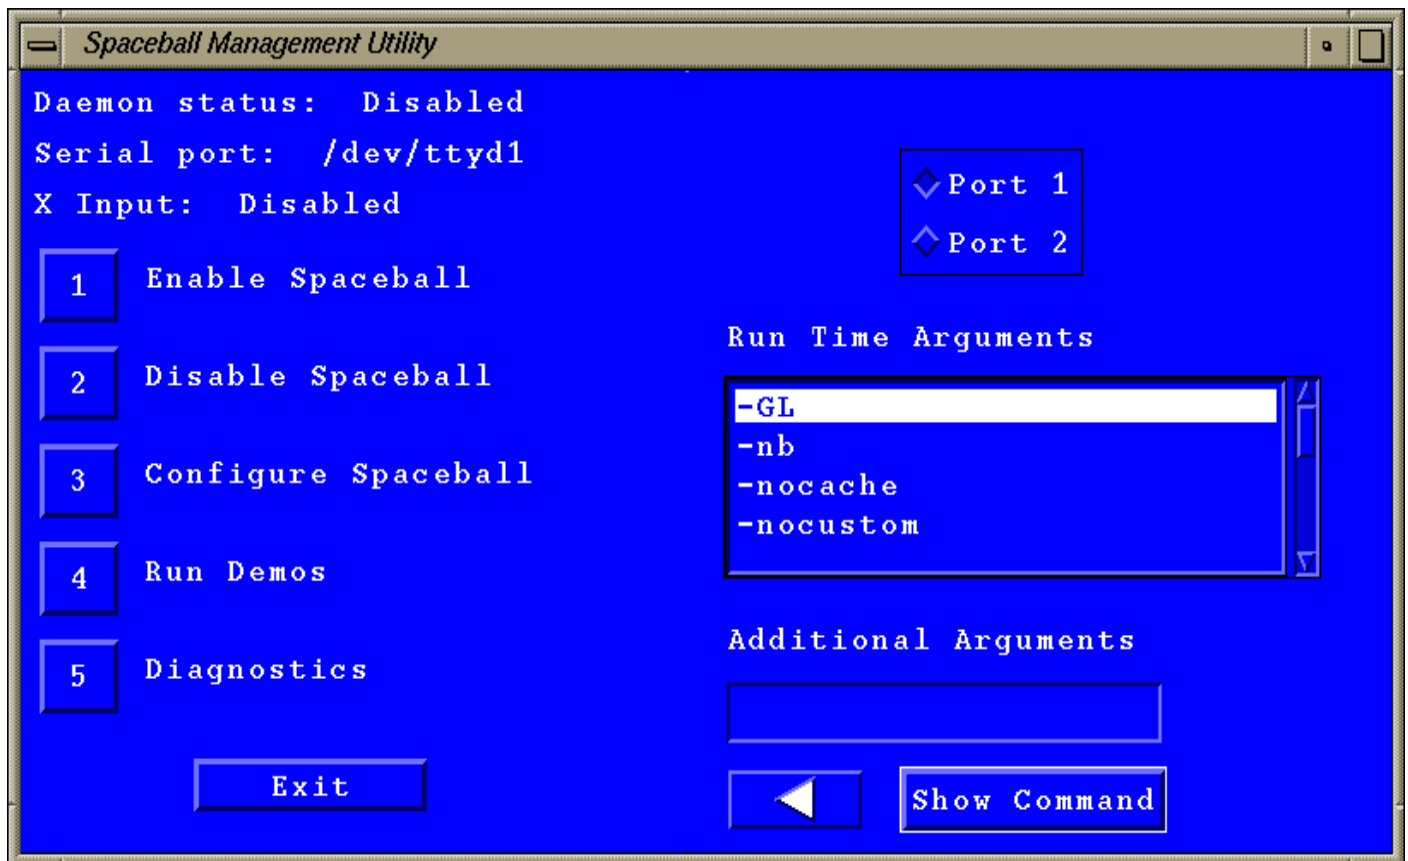 Spaceball Management Utility
Daemon status: Disabled
Serial port: /dev/ttyd1
X Input: Disabled
1 Enable Spaceball
2 Disable Spaceball
3 Configure Spaceball
4 Run Demos
5 Diagnostics
Exit
Port 1
Port 2
Run Time Arguments
-GL
-nb
-nocache
-nocustom
Additional Arguments
Show Command